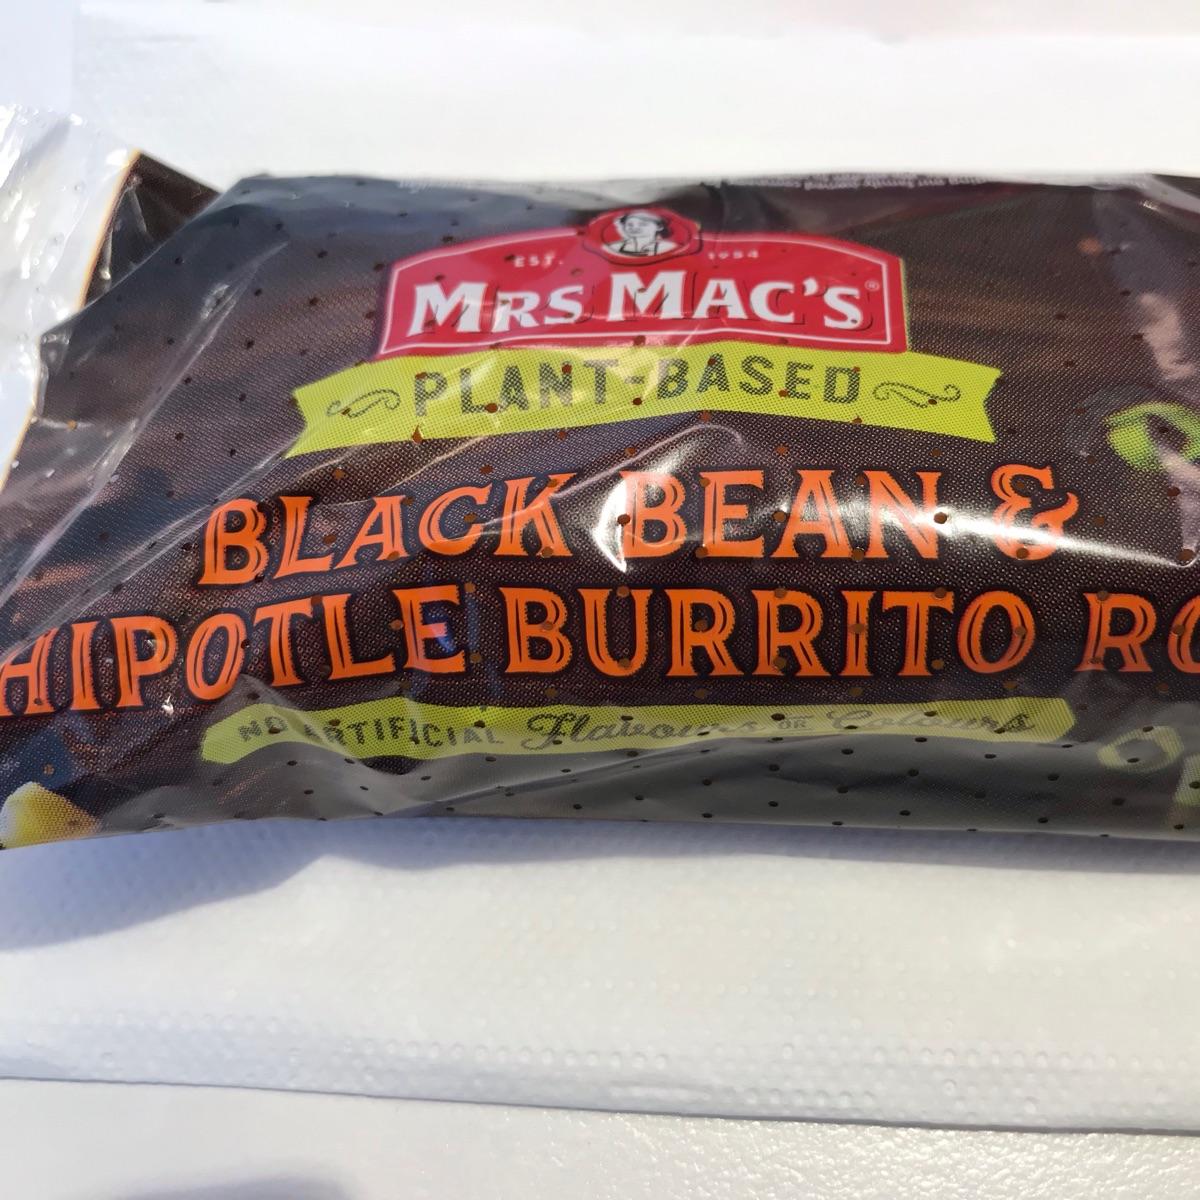 EST. 1954
MRS MAC'S®
PLANT-BASED
BLACK BEAN &
HIPOTLE BURRITO RO
NO ARTIFICIAL Flavours OR Colours